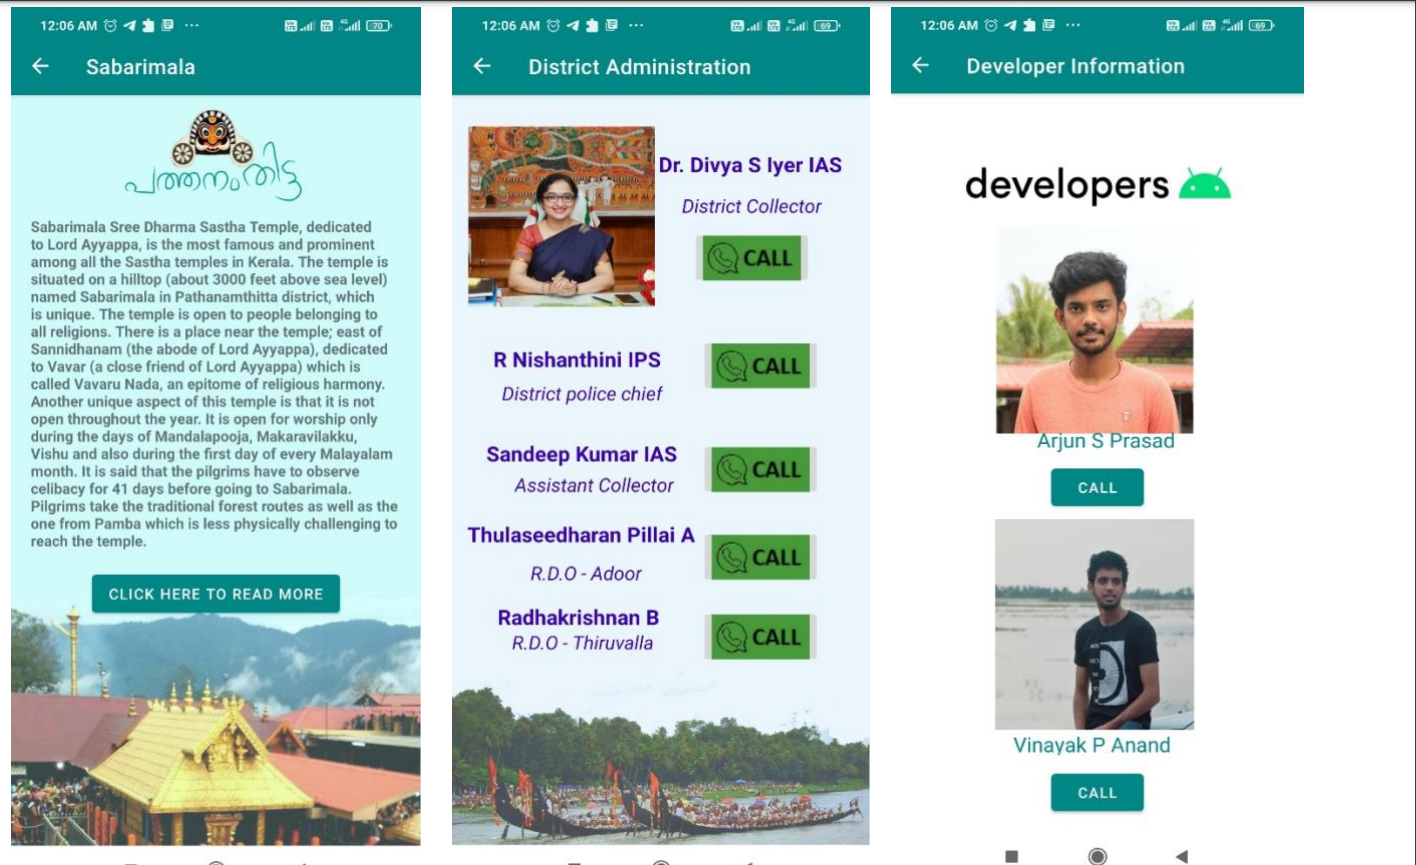 12:06 AM
70
Sabarimala
പത്തനംതിട്ട
Sabarimala Sree Dharma Sastha Temple, dedicated
to Lord Ayyappa, is the most famous and prominent
among all the Sastha temples in Kerala. The temple is
situated on a hilltop (about 3000 feet above sea level)
named Sabarimala in Pathanamthitta district, which
is unique. The temple is open to people belonging to
all religions. There is a place near the temple; east of
Sannidhanam (the abode of Lord Ayyappa), dedicated
to Vavar (a close friend of Lord Ayyappa) which is
called Vavaru Nada, an epitome of religious harmony.
Another unique aspect of this temple is that it is not
open throughout the year. It is open for worship only
during the days of Mandalapooja, Makaravilakku,
Vishu and also during the first day of every Malayalam
month. It is said that the pilgrims have to observe
celibacy for 41 days before going to Sabarimala.
Pilgrims take the traditional forest routes as well as the
one from Pamba which is less physically challenging to
reach the temple.
CLICK HERE TO READ MORE
12:06 AM
69
District Administration
Dr. Divya S Iyer IAS
District Collector
CALL
R Nishanthini IPS
District police chief
CALL
Sandeep Kumar IAS
Assistant Collector
CALL
Thulaseedharan Pillai A
R.D.O - Adoor
CALL
Radhakrishnan B
R.D.O - Thiruvalla
CALL
12:06 AM
69
Developer Information
developers
Arjun S Prasad
CALL
Vinayak P Anand
CALL